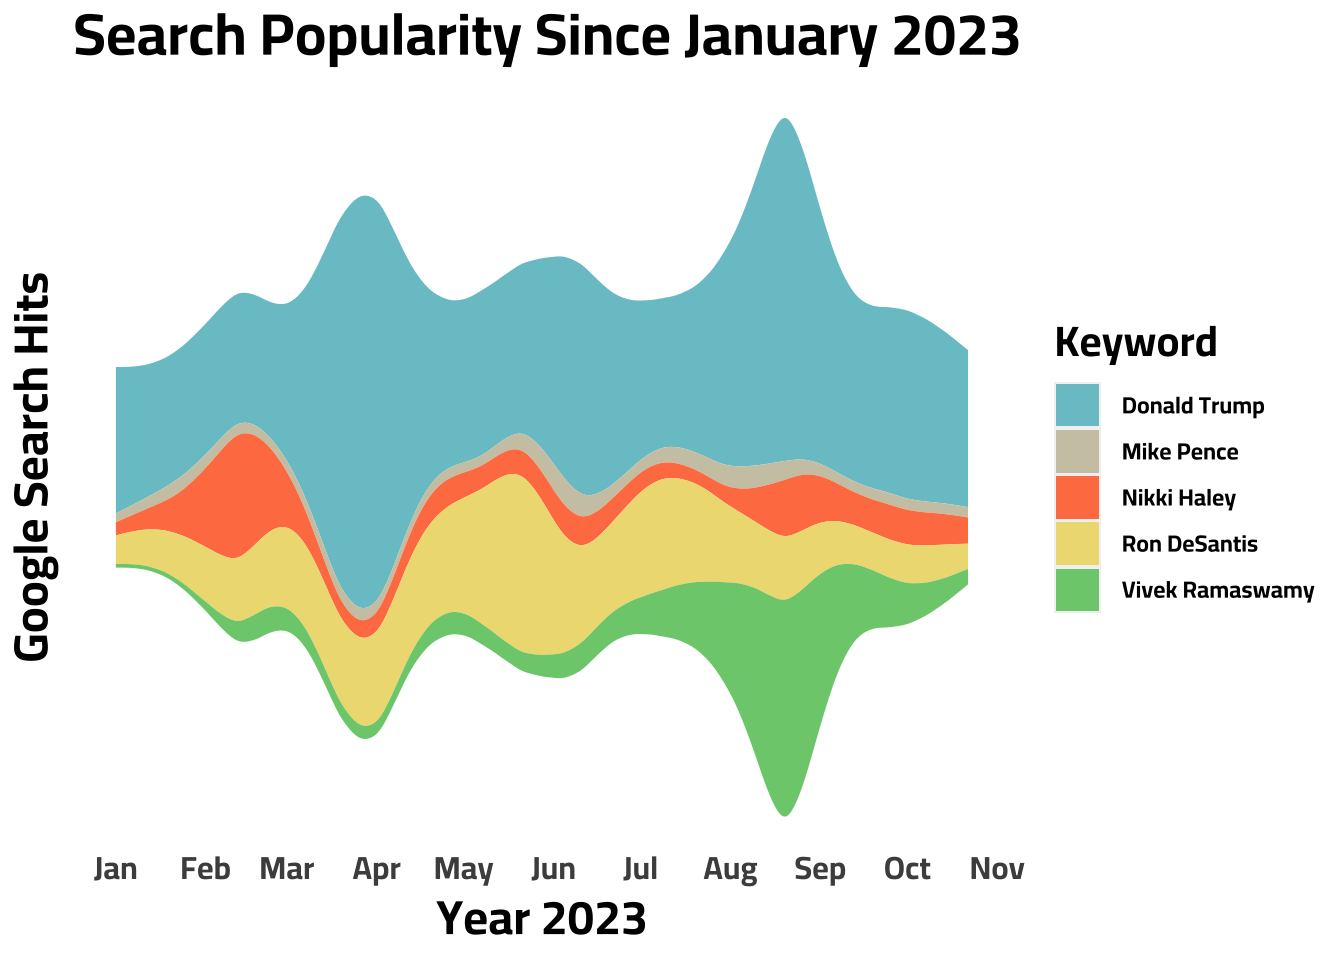 Search Popularity Since January 2023
Google Search Hits
Keyword
Donald Trump
Mike Pence
Nikki Haley
Ron DeSantis
Vivek Ramaswamy
Jan Feb Mar Apr May Jun Jul Aug Sep Oct Nov
Year 2023